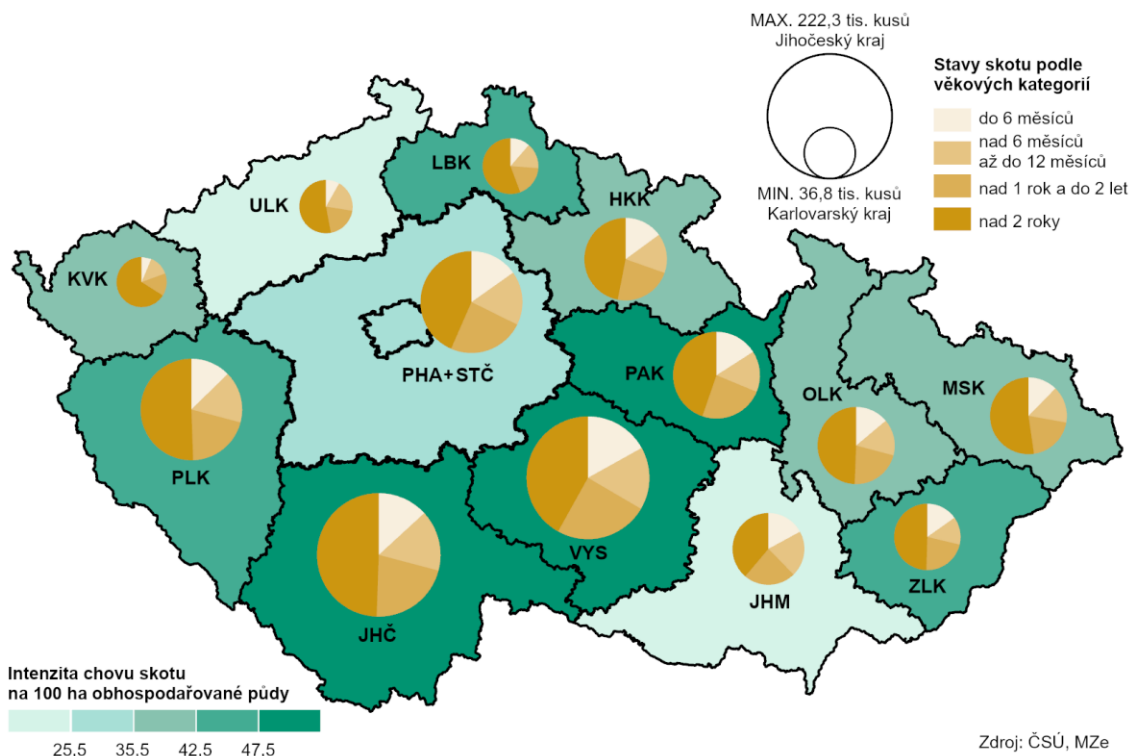 MAX. 222,3 tis. kusů
Jihočeský kraj
MIN. 36,8 tis. kusů
Karlovarský kraj
Stavy skotu podle
věkových kategorií
do 6 měsíců
nad 6 měsíců
až do 12 měsíců
nad 1 rok a do 2 let
nad 2 roky
LBK
ULK
HKK
KVK
PHA+STČ
PAK
OLK
MSK
PLK
VYS
ZLK
JHM
JHČ
Intenzita chovu skotu
na 100 ha obhospodařované půdy
25,5 35,5 42,5 47,5
Zdroj: ČSÚ, MZe